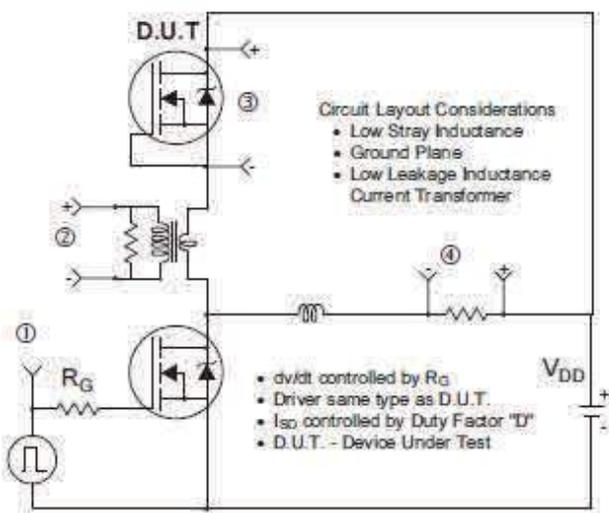 D.U.T
+
③
-
Circuit Layout Considerations
• Low Stray Inductance
• Ground Plane
• Low Leakage Inductance
Current Transformer
+
②
-
④
- +
①
RG
VDD
+
-
• dv/dt controlled by RG
• Driver same type as D.U.T.
• ISD controlled by Duty Factor "D"
• D.U.T. - Device Under Test